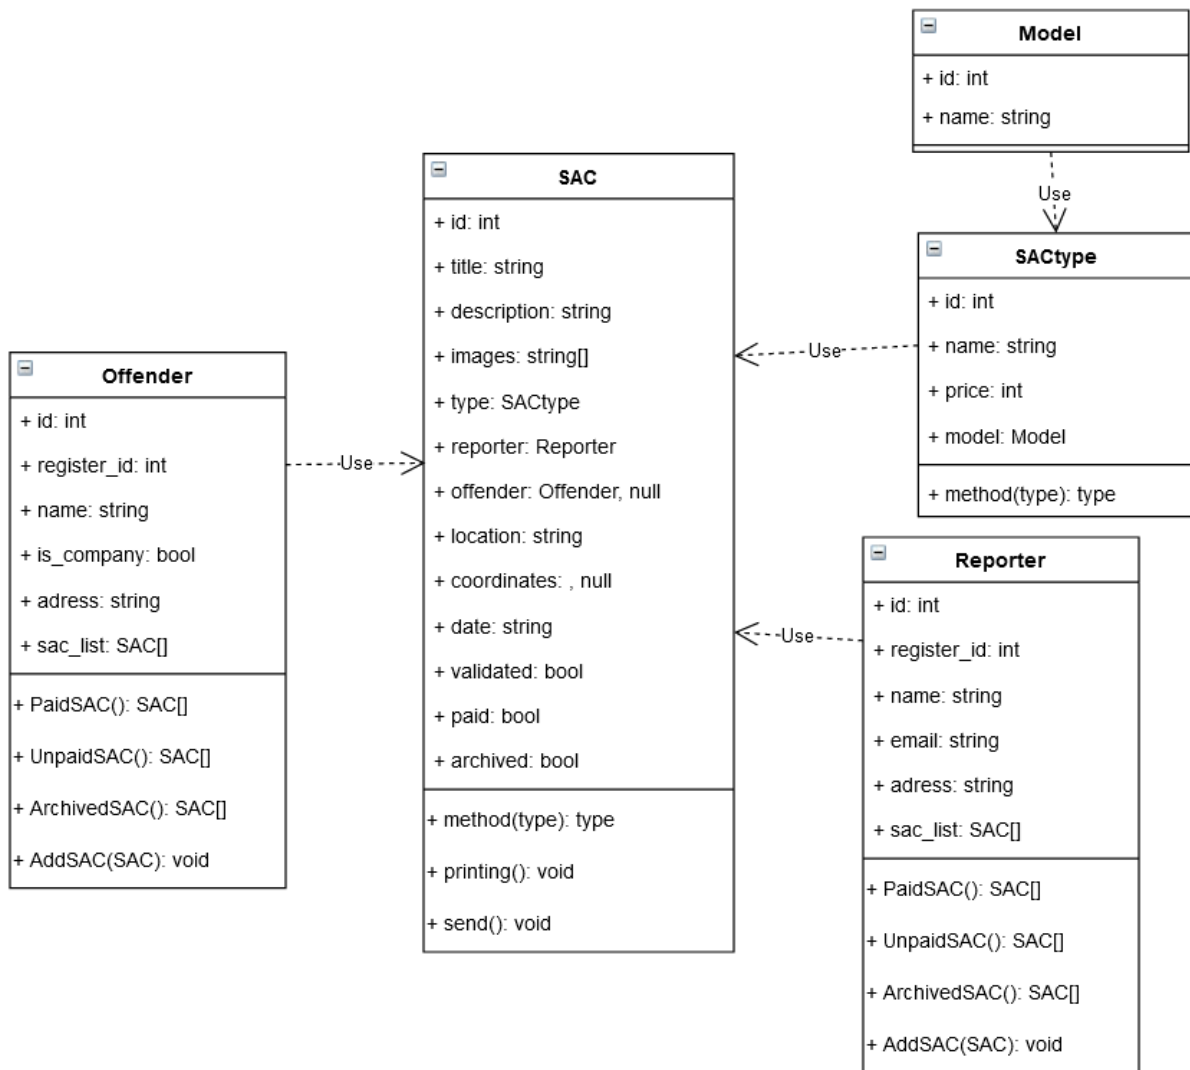 Model
+ id: int
+ name: string
Use
SAC
+ id: int
+ title: string
+ description: string
+ images: string[]
+ type: SACtype
+ reporter: Reporter
+ offender: Offender, null
+ location: string
+ coordinates: , null
+ date: string
+ validated: bool
+ paid: bool
+ archived: bool
+ method(type): type
+ printing(): void
+ send(): void
SACtype
+ id: int
+ name: string
+ price: int
+ model: Model
+ method(type): type
Use
Offender
+ id: int
+ register_id: int
+ name: string
+ is_company: bool
+ adress: string
+ sac_list: SAC[]
+ PaidSAC(): SAC[]
+ UnpaidSAC(): SAC[]
+ ArchivedSAC(): SAC[]
+ AddSAC(SAC): void
Use
Reporter
+ id: int
+ register_id: int
+ name: string
+ email: string
+ adress: string
+ sac_list: SAC[]
+ PaidSAC(): SAC[]
+ UnpaidSAC(): SAC[]
+ ArchivedSAC(): SAC[]
+ AddSAC(SAC): void
Use